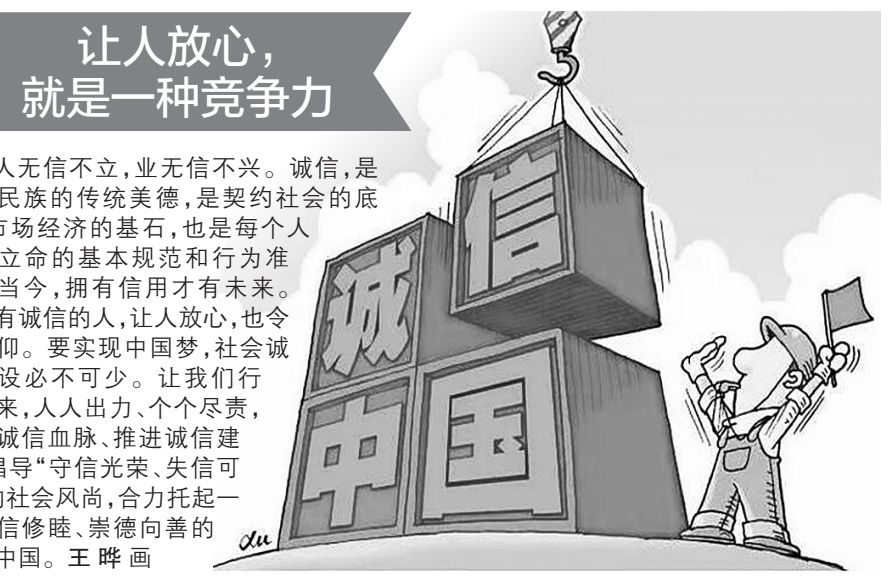 让人放心，
就是一种竞争力
人无信不立，业无信不兴。诚信，是
民族的传统美德，是契约社会的底
市场经济的基石，也是每个人
立命的基本规范和行为准
当今，拥有信用才有未来。
有诚信的人，让人放心，也令
仰。要实现中国梦，社会诚
设必不可少。让我们行
来，人人出力、个个尽责，
诚信血脉、推进诚信建
倡导“守信光荣、失信可
的社会风尚，合力托起一
信修睦、崇德向善的
中国。王 晔 画
诚信
中国